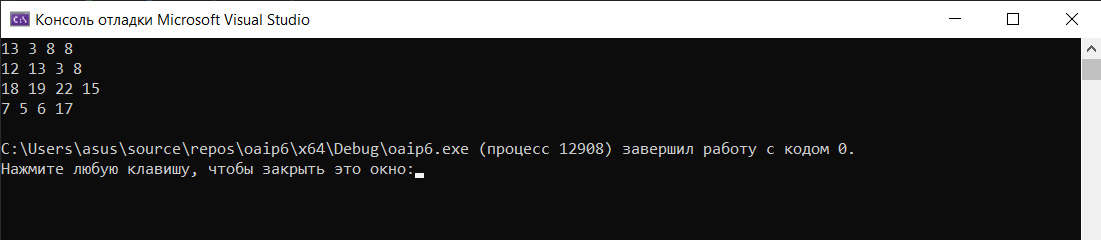 Консоль отладки Microsoft Visual Studio
13 3 8 8
12 13 3 8
18 19 22 15
7 5 6 17
C:\Users\asus\source\repos\oaip6\x64\Debug\oaip6.exe (процесс 12908) завершил работу с кодом 0.
Нажмите любую клавишу, чтобы закрыть это окно: